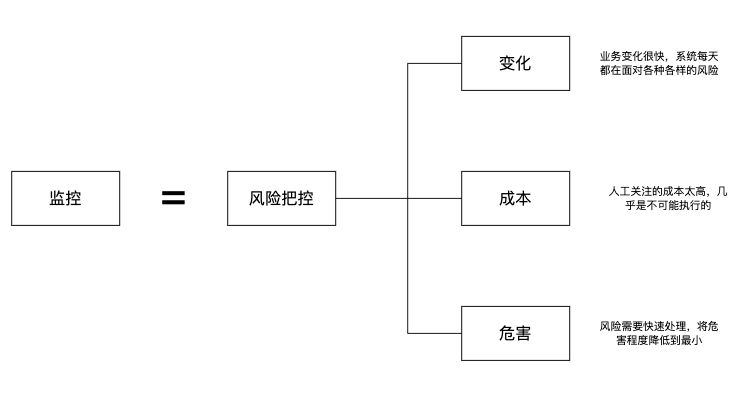 变化
业务变化很快，系统每天
都在面对各种各样的风险
监控
=
风险把控
成本
人工关注的成本太高，几
乎是不可能执行的
危害
风险需要快速处理，将危
害程度降低到最小